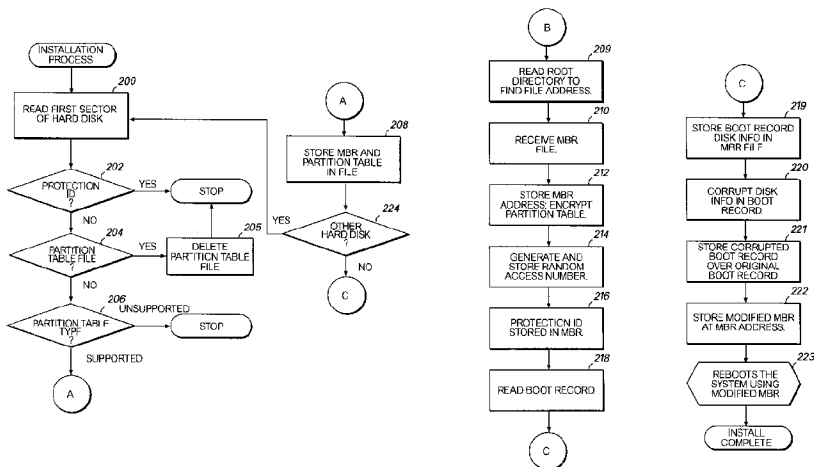 INSTALLATION
PROCESS
200
READ FIRST SECTOR
OF HARD DISK
202
PROTECTION
ID
?
YES
STOP
NO
204
PARTITION
TABLE FILE
?
YES
205
DELETE
PARTITION TABLE
FILE
NO
206
PARTITION TABLE
TYPE
?
UNSUPPORTED
STOP
SUPPORTED
A
A
208
STORE MBR AND
PARTITION TABLE
IN FILE
224
OTHER
HARD DISK
?
YES
NO
C
B
209
READ ROOT
DIRECTORY TO
FIND FILE ADDRESS.
210
RECEIVE MBR
FILE.
212
STORE MBR
ADDRESS; ENCRYPT
PARTITION TABLE.
214
GENERATE AND
STORE RANDOM
ACCESS NUMBER.
216
PROTECTION ID
STORED IN MBR.
218
READ BOOT RECORD.
C
C
219
STORE BOOT RECORD
DISK INFO IN
MBR FILE
220
CORRUPT DISK
INFO IN BOOT
RECORD.
221
STORE CORRUPTED
BOOT RECORD
OVER ORIGINAL
BOOT RECORD
222
STORE MODIFIED MBR
AT MBR ADDRESS.
223
REBOOTS THE
SYSTEM USING
MODIFIED MBR
INSTALL
COMPLETE